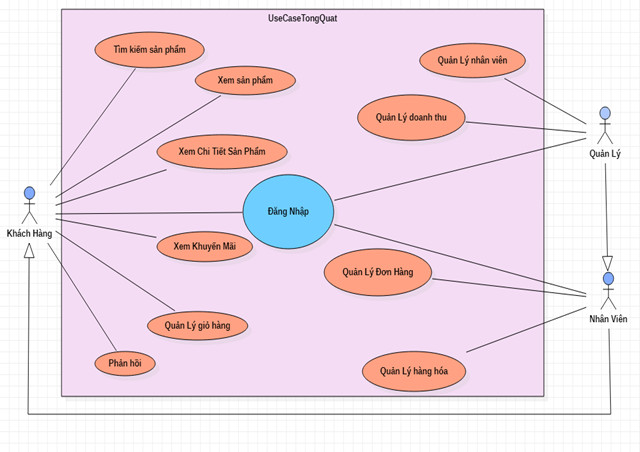 UseCaseTongQuat
Tìm kiếm sản phẩm
Xem sản phẩm
Xem Chi Tiết Sản Phẩm
Đăng Nhập
Xem Khuyến Mãi
Quản Lý giỏ hàng
Phản hồi
Quản Lý nhân viên
Quản Lý doanh thu
Quản Lý Đơn Hàng
Quản Lý hàng hóa
Khách Hàng
Quản Lý
Nhân Viên